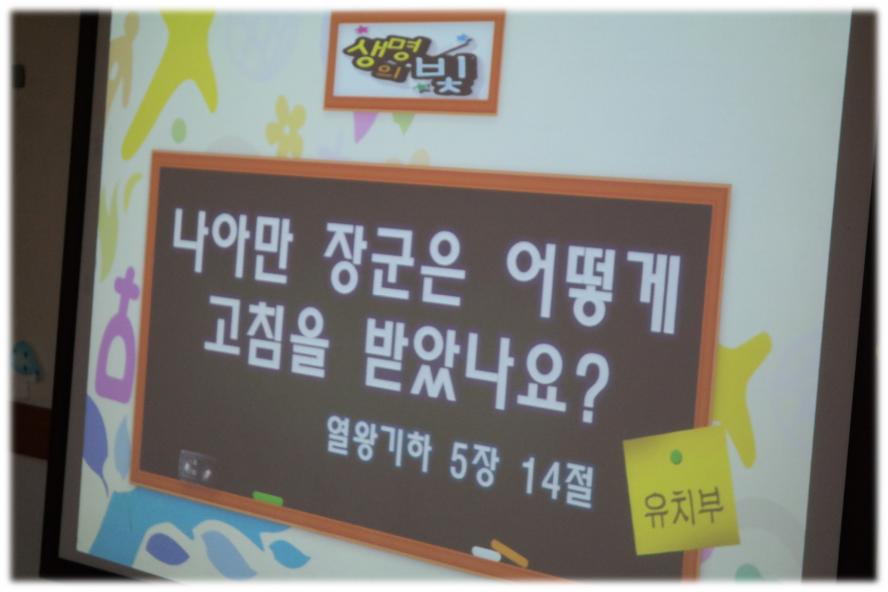 생명
의 빛
나아만 장군은 어떻게
고침을 받았나요?
열왕기하 5장 14절
유치부